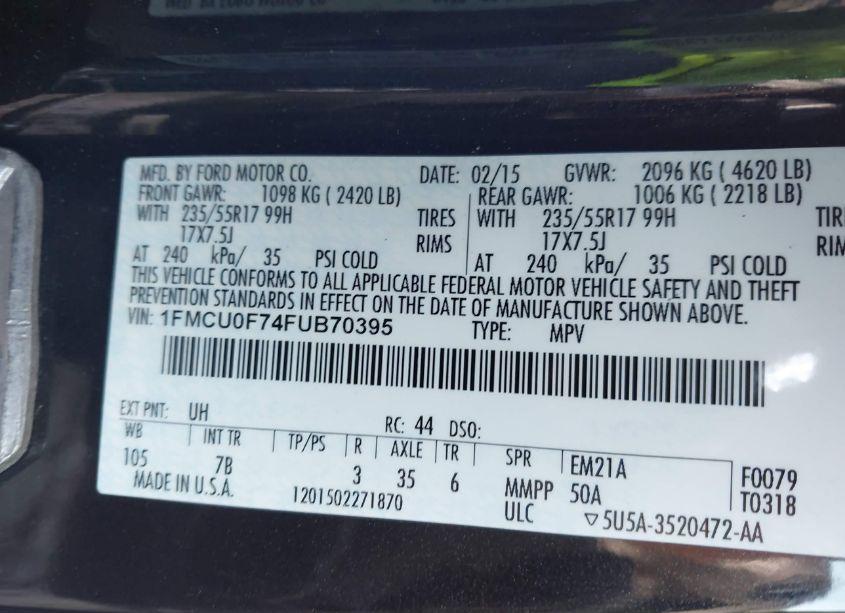 MFD. BY FORD MOTOR CO. DATE: 02/15 GVWR: 2096 KG ( 4620 LB)
FRONT GAWR: 1098 KG ( 2420 LB) REAR GAWR: 1006 KG ( 2218 LB)
WITH 235/55R17 99H TIRES WITH 235/55R17 99H
17X7.5J RIMS 17X7.5J
AT 240 kPa/ 35 PSI COLD AT 240 kPa/ 35 PSI COLD
THIS VEHICLE CONFORMS TO ALL APPLICABLE FEDERAL MOTOR VEHICLE SAFETY AND THEFT
PREVENTION STANDARDS IN EFFECT ON THE DATE OF MANUFACTURE SHOWN ABOVE.
VIN: 1FMCU0F74FUB70395 TYPE: MPV
EXT PNT: UH RC: 44 DSO:
WB INT TR TP/PS R AXLE TR SPR EM21A F0079
105 7B 3 35 6 MMPP 50A T0318
MADE IN U.S.A. 1201502271870 ULC ▽5U5A-3520472-AA